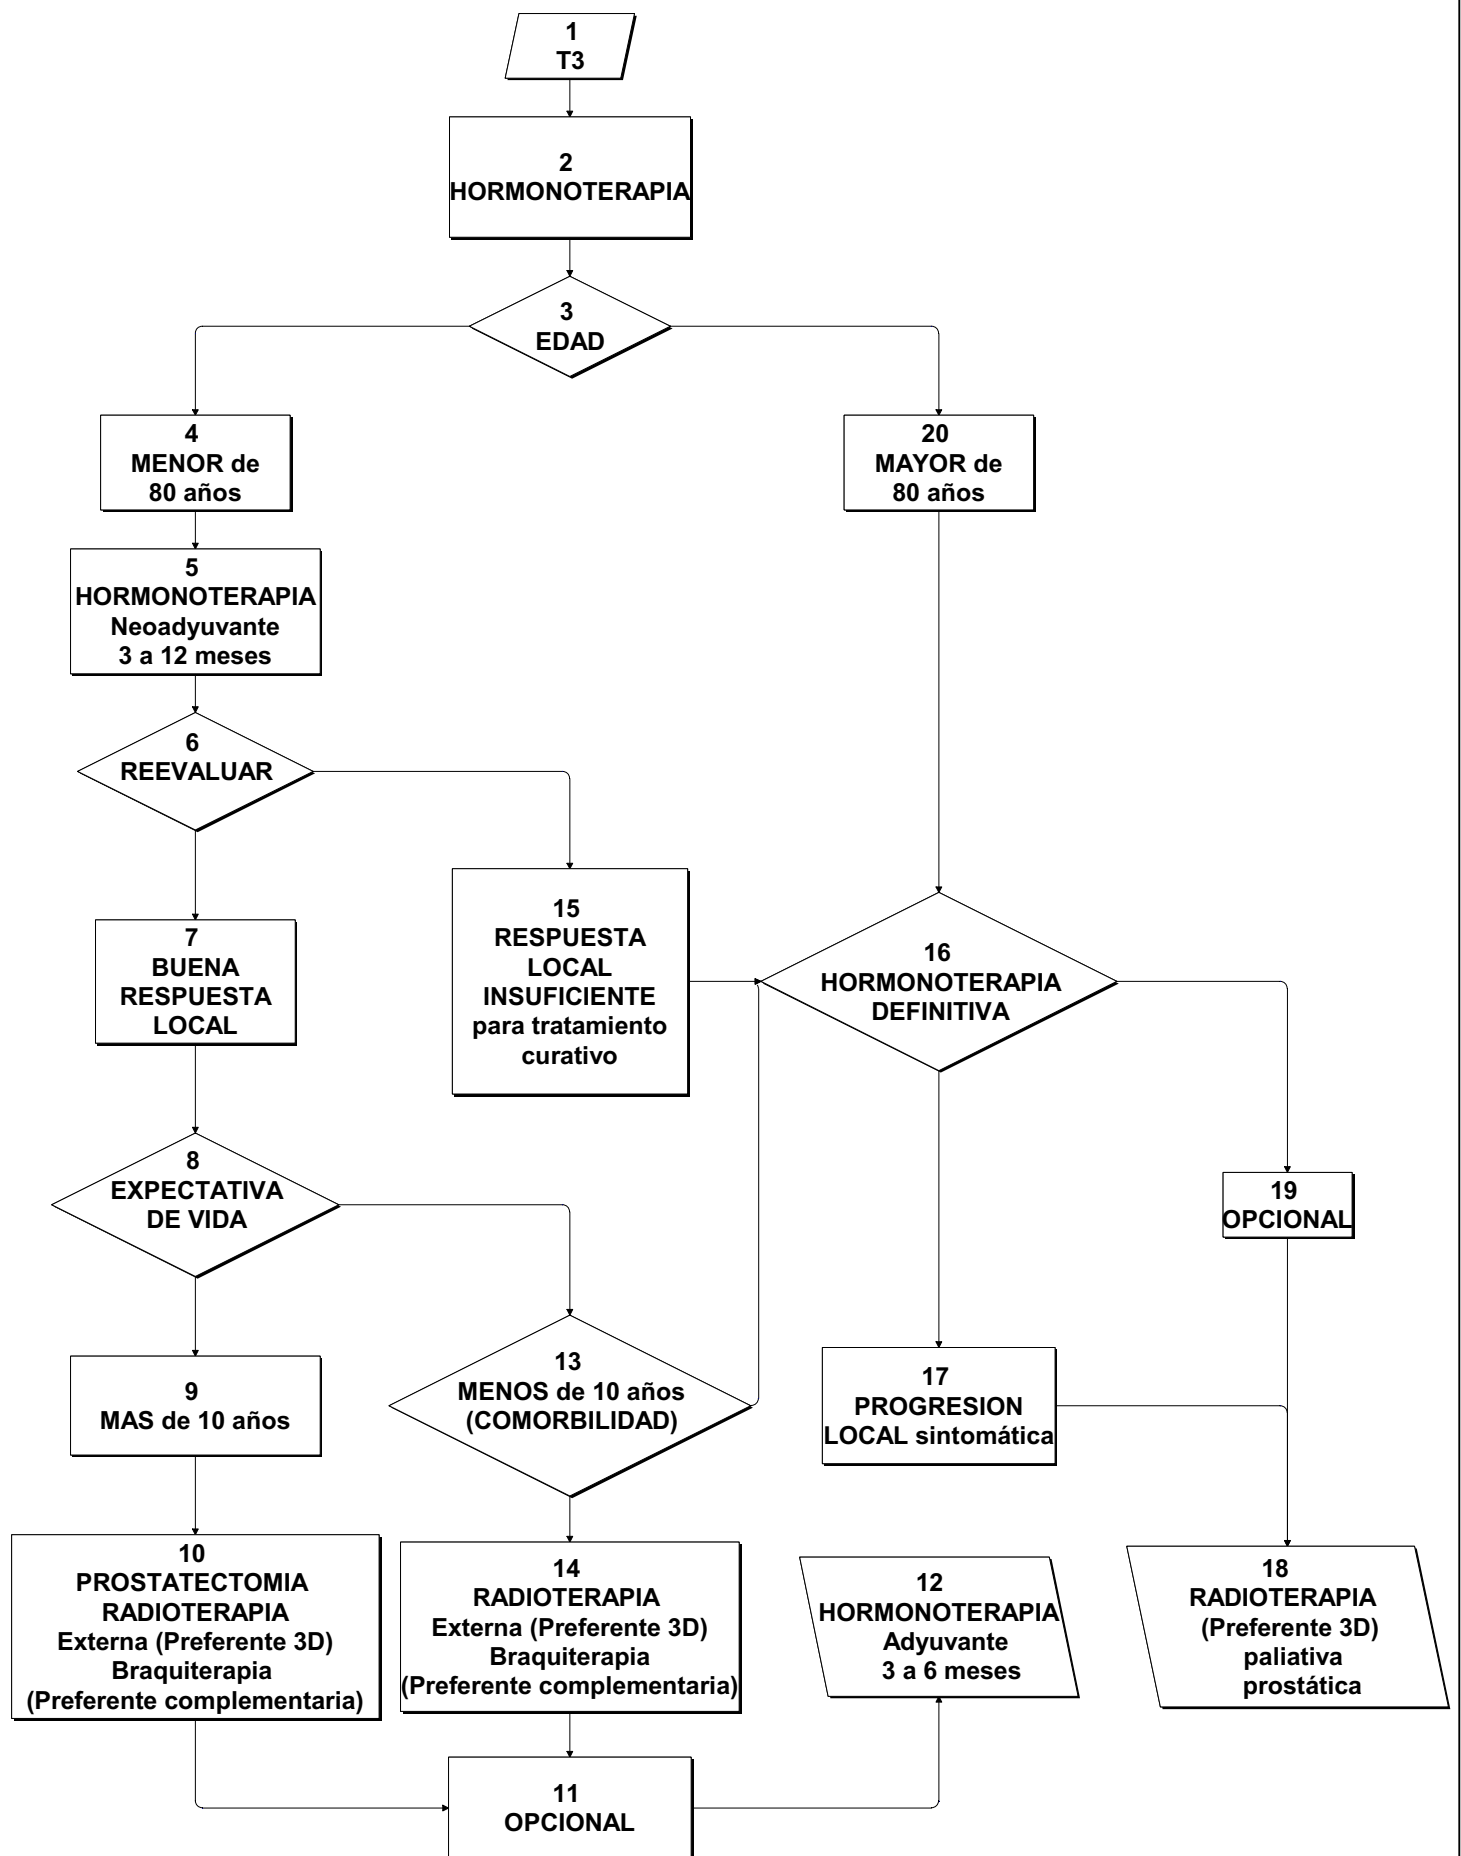 1
T3
2
HORMONOTERAPIA
3
EDAD
4
MENOR de
80 años
20
MAYOR de
80 años
5
HORMONOTERAPIA
Neoadyuvante
3 a 12 meses
6
REEVALUAR
7
BUENA
RESPUESTA
LOCAL
15
RESPUESTA
LOCAL
INSUFICIENTE
para tratamiento
curativo
16
HORMONOTERAPIA
DEFINITIVA
8
EXPECTATIVA
DE VIDA
19
OPCIONAL
9
MAS de 10 años
13
MENOS de 10 años
(COMORBILIDAD)
17
PROGRESION
LOCAL sintomática
10
PROSTATECTOMIA
RADIOTERAPIA
Externa (Preferente 3D)
Braquiterapia
(Preferente complementaria)
14
RADIOTERAPIA
Externa (Preferente 3D)
Braquiterapia
(Preferente complementaria)
12
HORMONOTERAPIA
Adyuvante
3 a 6 meses
18
RADIOTERAPIA
(Preferente 3D)
paliativa
prostática
11
OPCIONAL